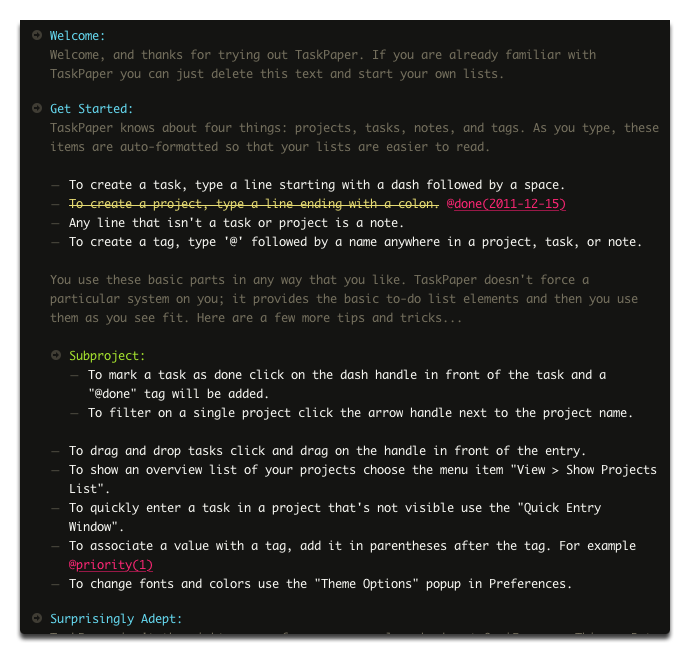 Welcome:
Welcome, and thanks for trying out TaskPaper. If you are already familiar with
TaskPaper you can just delete this text and start your own lists.
Get Started:
TaskPaper knows about four things: projects, tasks, notes, and tags. As you type, these
items are auto-formatted so that your lists are easier to read.
– To create a task, type a line starting with a dash followed by a space.
– To create a project, type a line ending with a colon. @done(2011-12-15)
– Any line that isn't a task or project is a note.
– To create a tag, type '@' followed by a name anywhere in a project, task, or note.
You use these basic parts in any way that you like. TaskPaper doesn't force a
particular system on you; it provides the basic to-do list elements and then you use
them as you see fit. Here are a few more tips and tricks...
Subproject:
– To mark a task as done click on the dash handle in front of the task and a
"@done" tag will be added.
– To filter on a single project click the arrow handle next to the project name.
– To drag and drop tasks click and drag on the handle in front of the entry.
– To show an overview list of your projects choose the menu item "View > Show Projects
List".
– To quickly enter a task in a project that's not visible use the "Quick Entry
Window".
– To associate a value with a tag, add it in parentheses after the tag. For example
@priority(1)
– To change fonts and colors use the "Theme Options" popup in Preferences.
Surprisingly Adept: